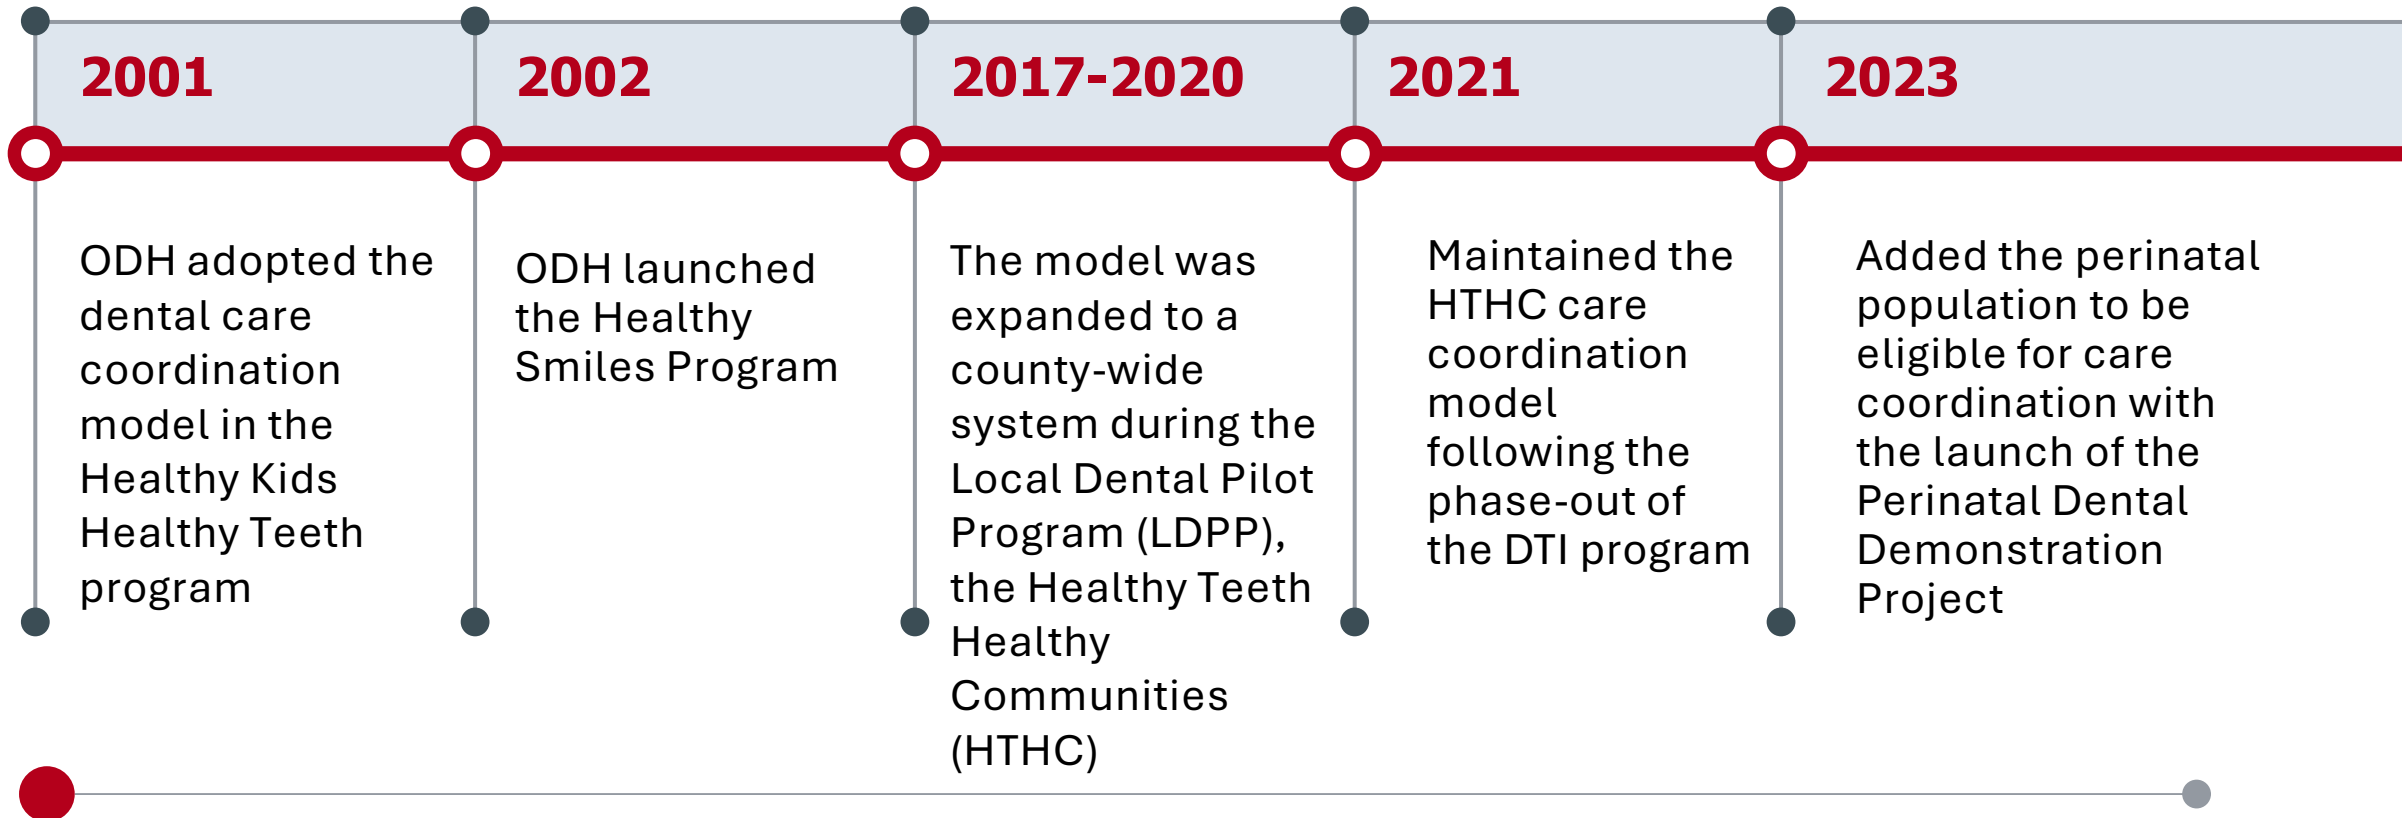 2001
ODH adopted the
dental care
coordination
model in the
Healthy Kids
Healthy Teeth
program
2002
ODH launched
the Healthy
Smiles Program
2017-2020
The model was
expanded to a
county-wide
system during the
Local Dental Pilot
Program (LDPP),
the Healthy Teeth
Healthy
Communities
(HTHC)
2021
Maintained the
HTHC care
coordination
model
following the
phase-out of
the DTI program
2023
Added the perinatal
population to be
eligible for care
coordination with
the launch of the
Perinatal Dental
Demonstration
Project